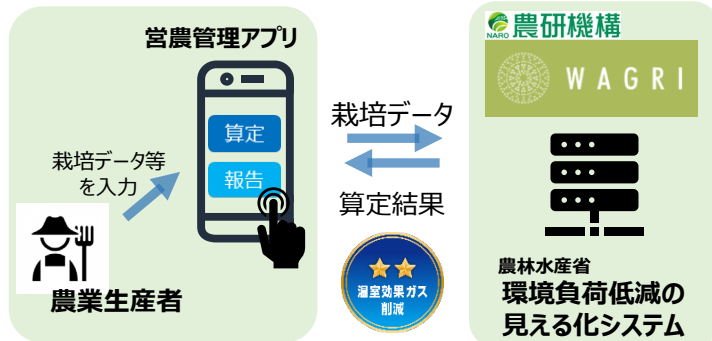 営農管理アプリ
算定
報告
栽培データ等
を入力
農業生産者
栽培データ
算定結果
温室効果ガス
削減
NARO 農研機構
WAGRI
農林水産省
環境負荷低減の
見える化システム